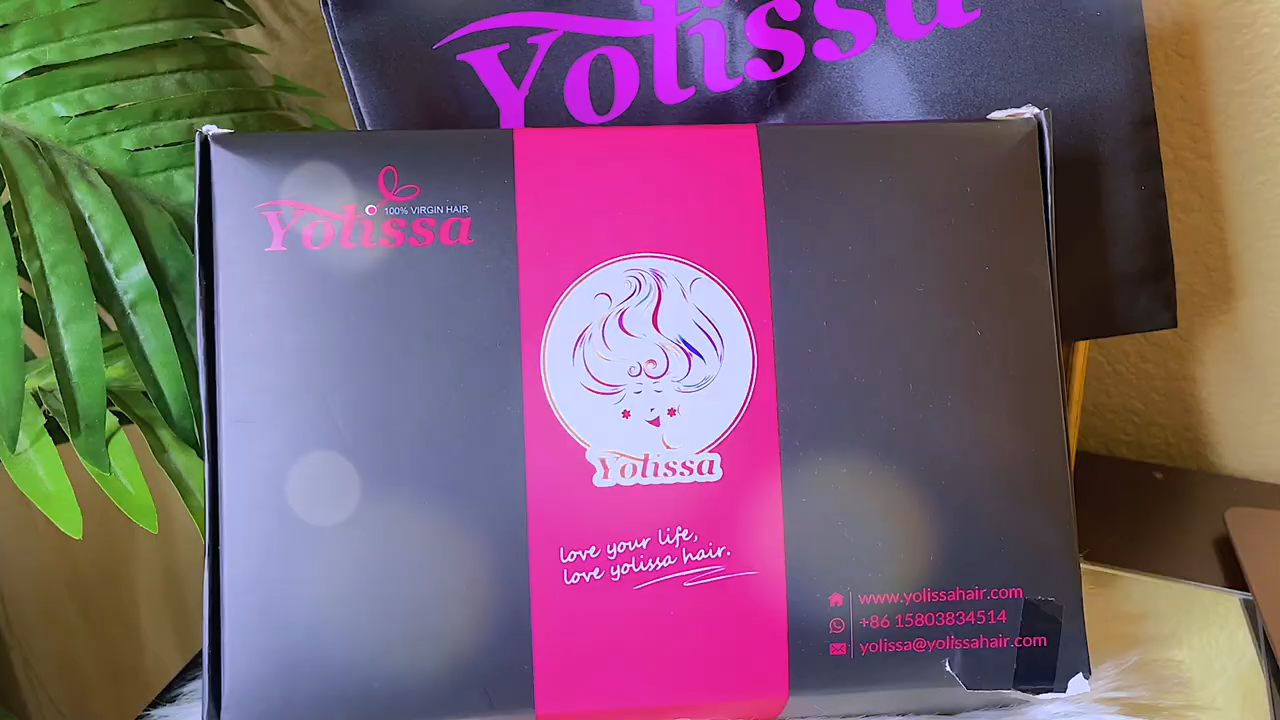 Yolissa
100% VIRGIN HAIR
Yolissa
Yolissa
love your life,
love yolissa hair.
www.yolissahair.com
+86 15803834514
yolissa@yolissahair.com